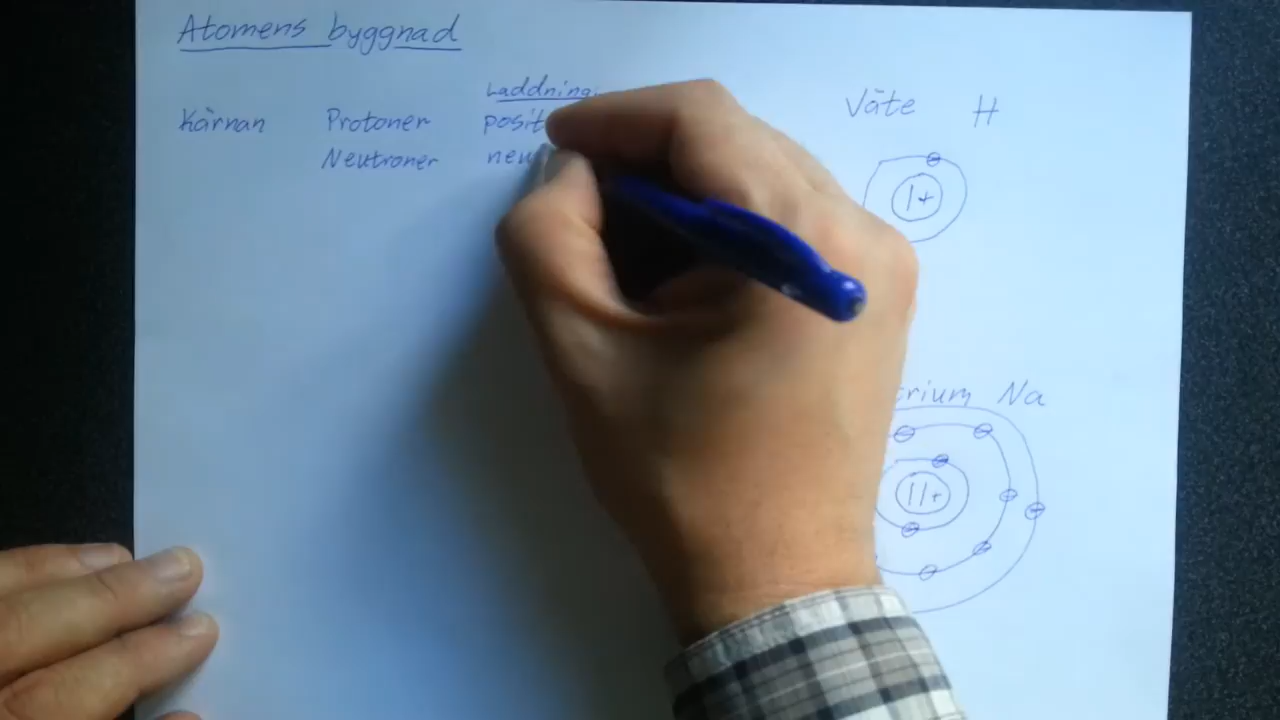 Atomens byggnad
Laddning:
Kärnan Protoner
Neutroner
Väte H
1+
Na
11+